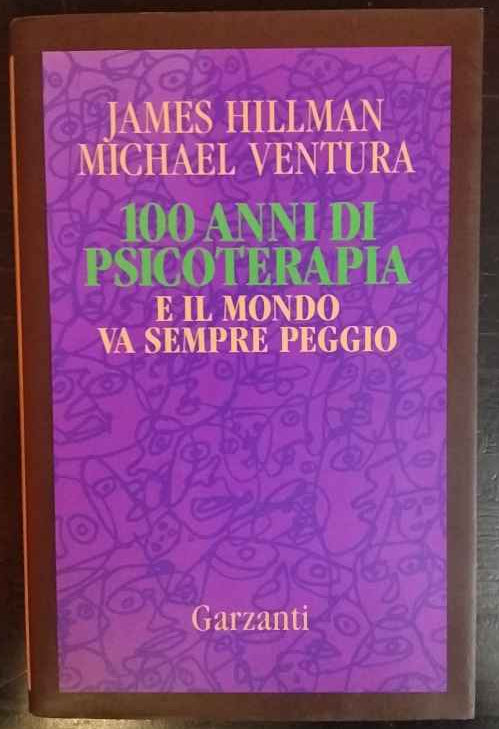 JAMES HILLMAN
MICHAEL VENTURA
100 ANNI DI
PSICOTERAPIA
E IL MONDO
VA SEMPRE PEGGIO
Garzanti